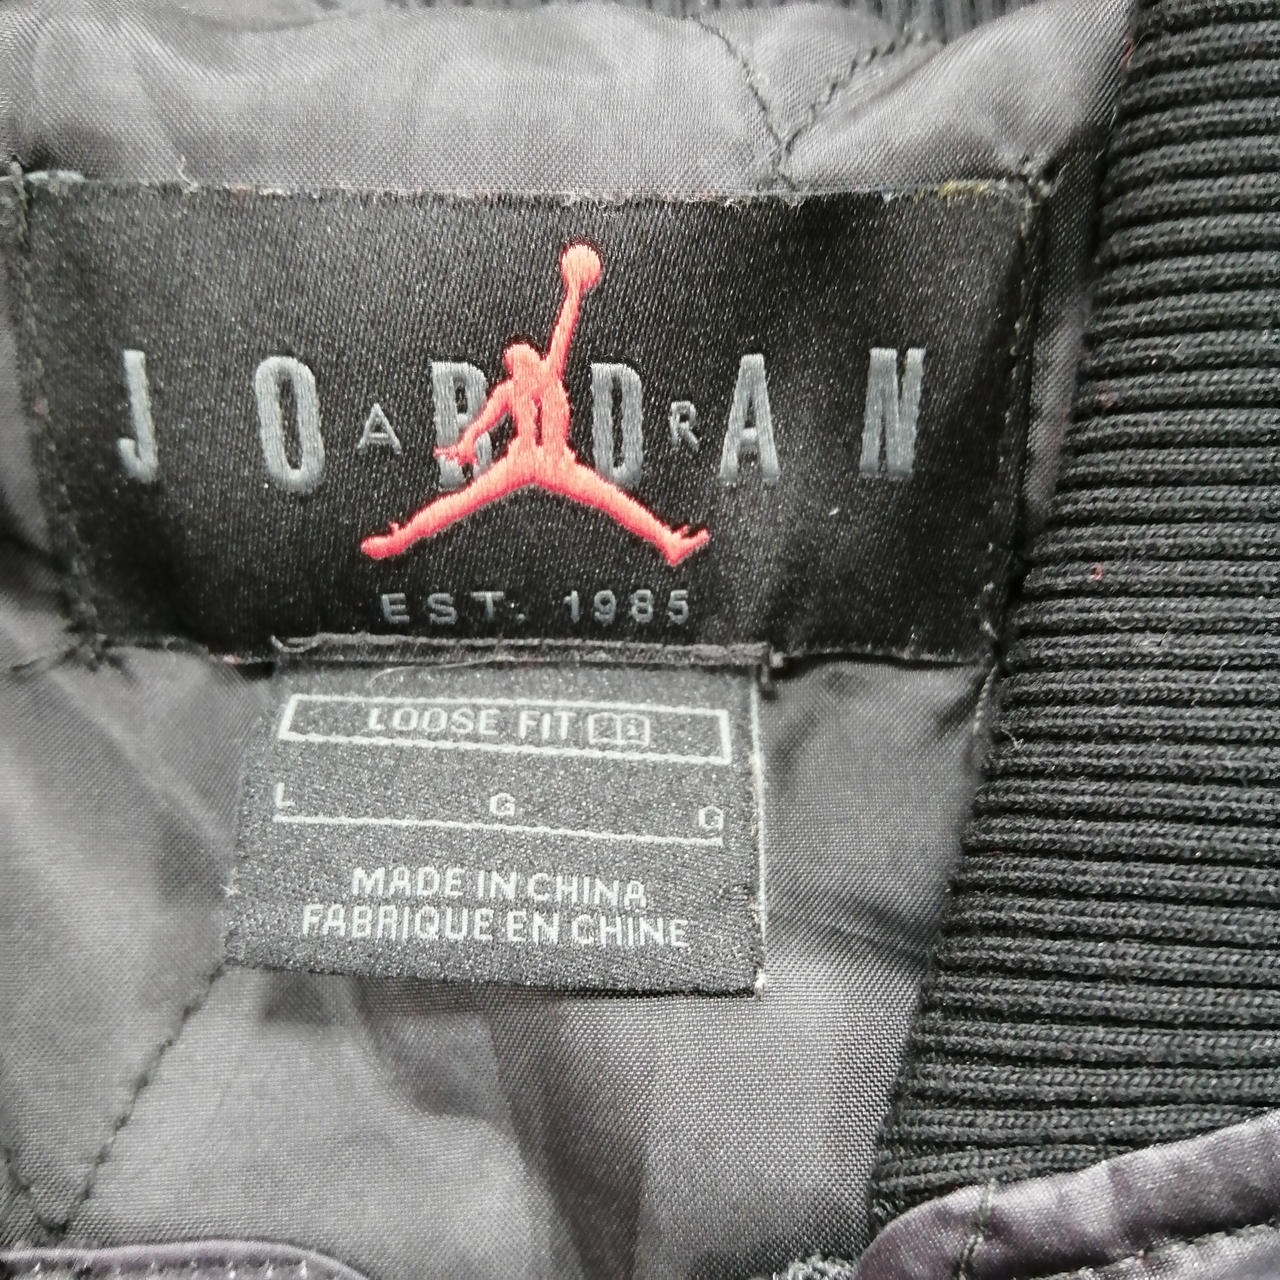 JORDAN
AIR
EST. 1985
LOOSE FIT
L G G
MADE IN CHINA
FABRIQUE EN CHINE